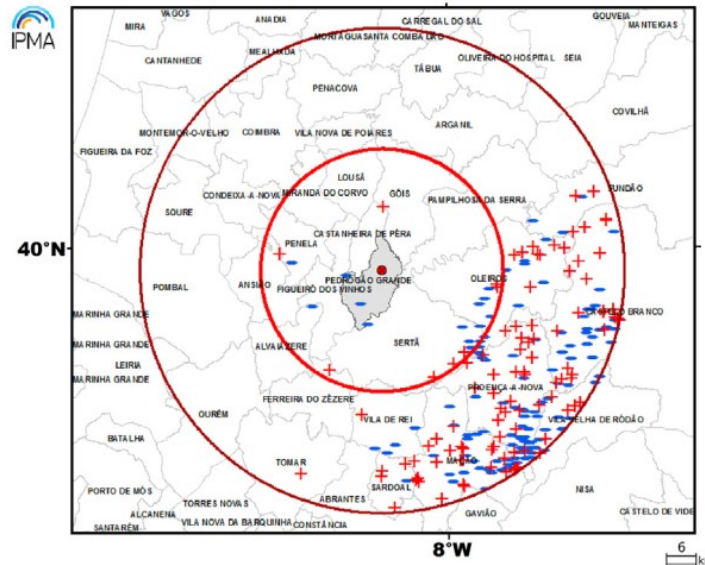 IPMA
VAGOS
ANADIA
CARREGAL DO SAL
GOUVEIA
MIRA
MANTEIGAS
MORTAGUA
SANTA COMBA DÃO
MEALHADA
CANTANHEDE
OLIVEIRA DO HOSPITAL
SEIA
TÁBUA
PENACOVA
COVILHÃ
ARGANIL
MONTEMOR-O-VELHO
COIMBRA
VILA NOVA DE POIARES
FIGUEIRA DA FOZ
LOUSÃ
FUNDÃO
CONDEIXA-A-NOVA
MIRANDA DO CORVO
GÓIS
PAMPILHOSA DA SERRA
SOURE
CASTANHEIRA DE PÊRA
40°N
PENELA
PEDRÓGÃO GRANDE
OLEIROS
POMBAL
ANSIÃO
FIGUEIRÓ DOS VINHOS
MARINHA GRANDE
CASTELO BRANCO
SERTÃ
MARINHA GRANDE
ALVAIÁZERE
LEIRIA
MARINHA GRANDE
PROENÇA-A-NOVA
FERREIRA DO ZÊZERE
OURÉM
VILA DE REI
VILA VELHA DE RÓDÃO
BATALHA
TOMAR
MAÇÃO
PORTO DE MÓS
SARDOAL
NISA
ABRANTES
TORRES NOVAS
ALCANENA
GAVIÃO
CASTELO DE VIDE
VILA NOVA DA BARQUINHA
CONSTÂNCIA
SANTARÉM
8°W
6